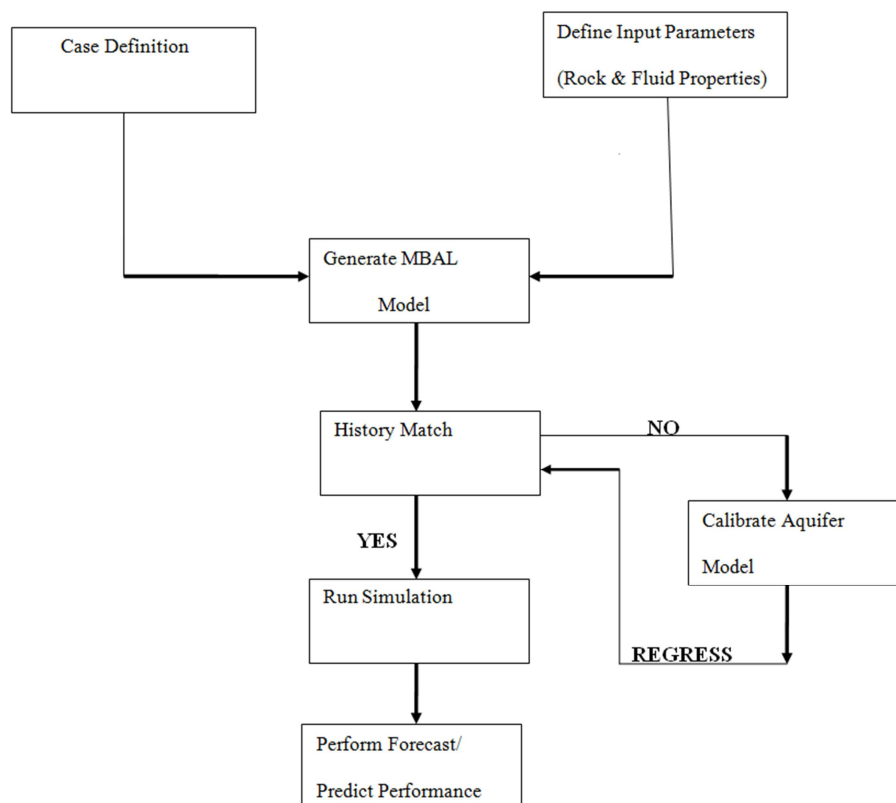 Case Definition
Define Input Parameters
(Rock & Fluid Properties)
Generate MBAL
Model
History Match
NO
Calibrate Aquifer
Model
YES
REGRESS
Run Simulation
Perform Forecast/
Predict Performance